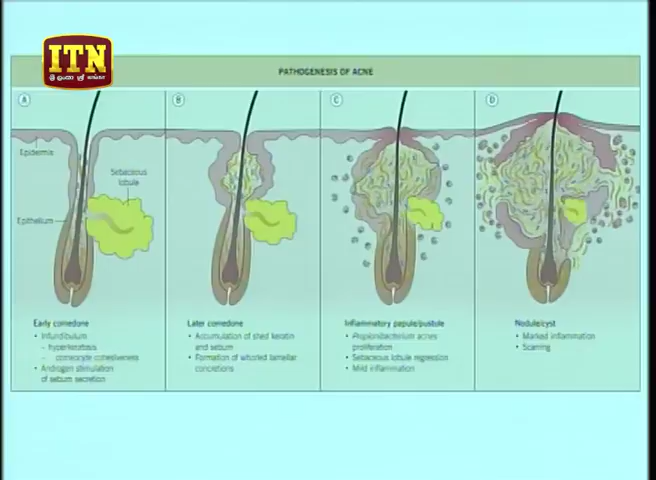 ITN
ශ්‍රී ලංකා இலங்கை
PATHOGENESIS OF ACNE
A
B
C
D
Epidermis
Sebaceous
lobule
Epithelium
Early comedone
• Infundibulum
– hyperkeratosis
– corneocyte cohesiveness
• Androgen stimulation
of sebum secretion
Later comedone
• Accumulation of shed keratin
and sebum
• Formation of whorled lamellar
concretions
Inflammatory papule/pustule
• Propionibacterium acnes
proliferation
• Sebaceous lobule regression
• Mild inflammation
Nodule/cyst
• Marked inflammation
• Scarring